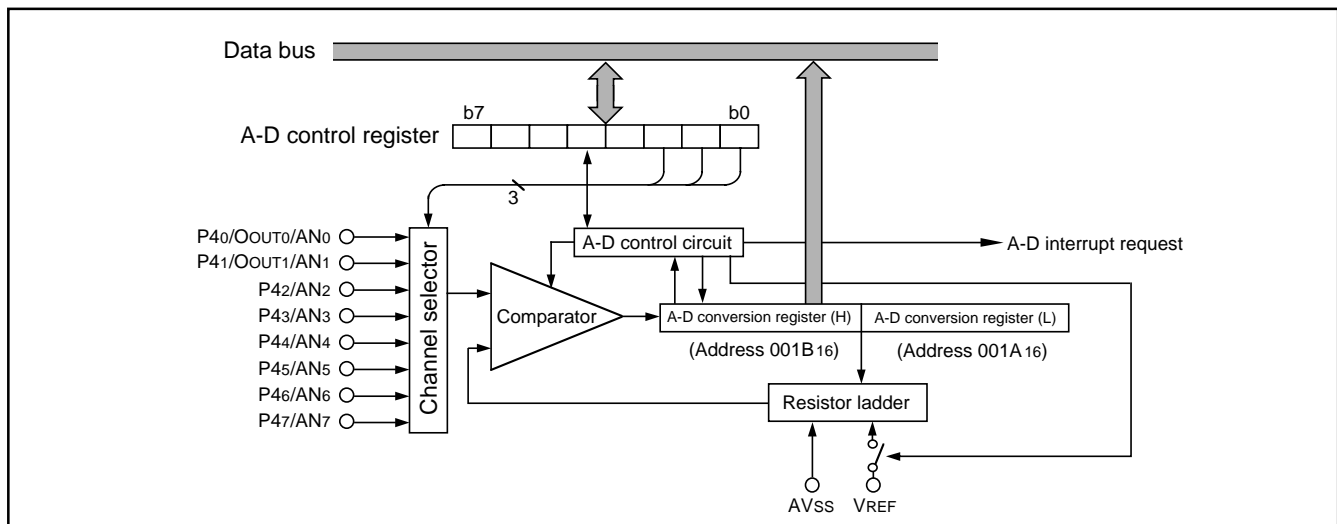 Data bus
b7 b0
A-D control register
3
P40/OOUT0/AN0
P41/OOUT1/AN1
P42/AN2
P43/AN3
P44/AN4
P45/AN5
P46/AN6
P47/AN7
Channel selector
A-D control circuit
A-D interrupt request
Comparator
A-D conversion register (H) A-D conversion register (L)
(Address 001B16) (Address 001A16)
Resistor ladder
AVSS VREF